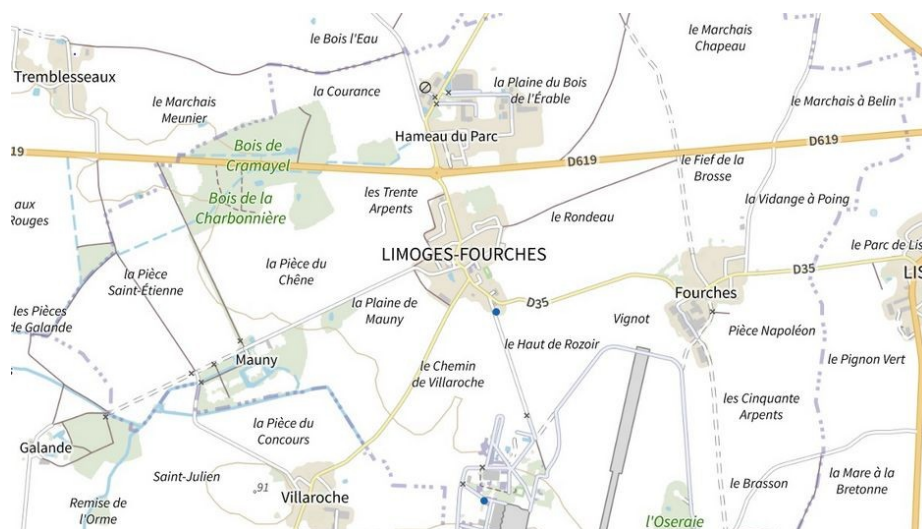 le Bois l'Eau
le Marchais
Chapeau
Tremblesseaux
la Courance
la Plaine du Bois
de l'Érable
le Marchais
Meunier
le Marchais à Belin
Hameau du Parc
Bois de
Cramayel
19
D619
D619
le Fief de la
Brosse
les Trente
Arpents
Bois de la
Charbonnière
aux
Rouges
le Rondeau
la Vidange à Poing
LIMOGES-FOURCHES
le Parc de Lis
la Pièce
Saint-Étienne
la Pièce du
Chêne
D35
LIS
Fourches
les Pièces
de Galande
la Plaine de
Mauny
D35
Vignot
Pièce Napoléon
le Haut de Rozoir
Mauny
le Chemin
de Villaroche
le Pignon Vert
les Cinquante
Arpents
la Pièce du
Concours
Galande
Saint-Julien
91
Villaroche
le Brasson
la Mare à la
Bretonne
Remise de
l'Orme
l'Oseraie